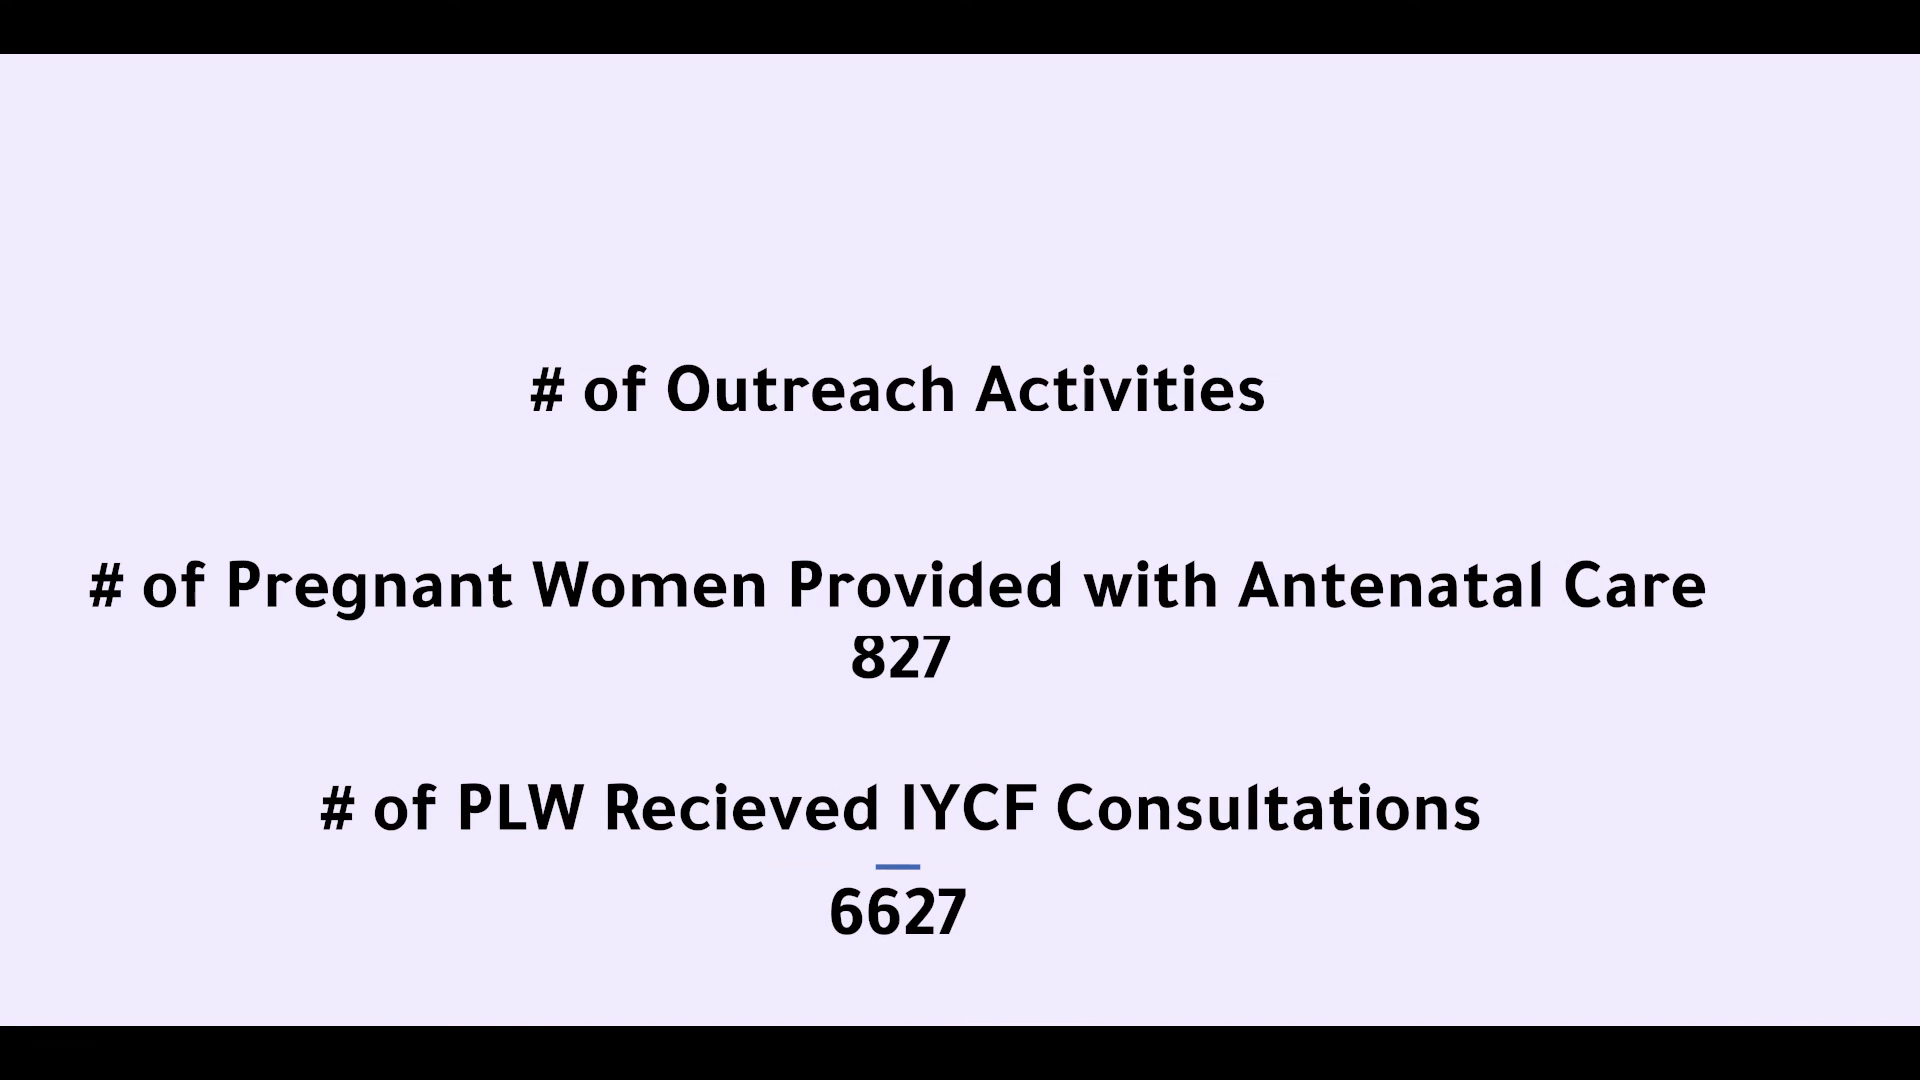 # of Outreach Activities
# of Pregnant Women Provided with Antenatal Care
827
# of PLW Recieved IYCF Consultations
6627